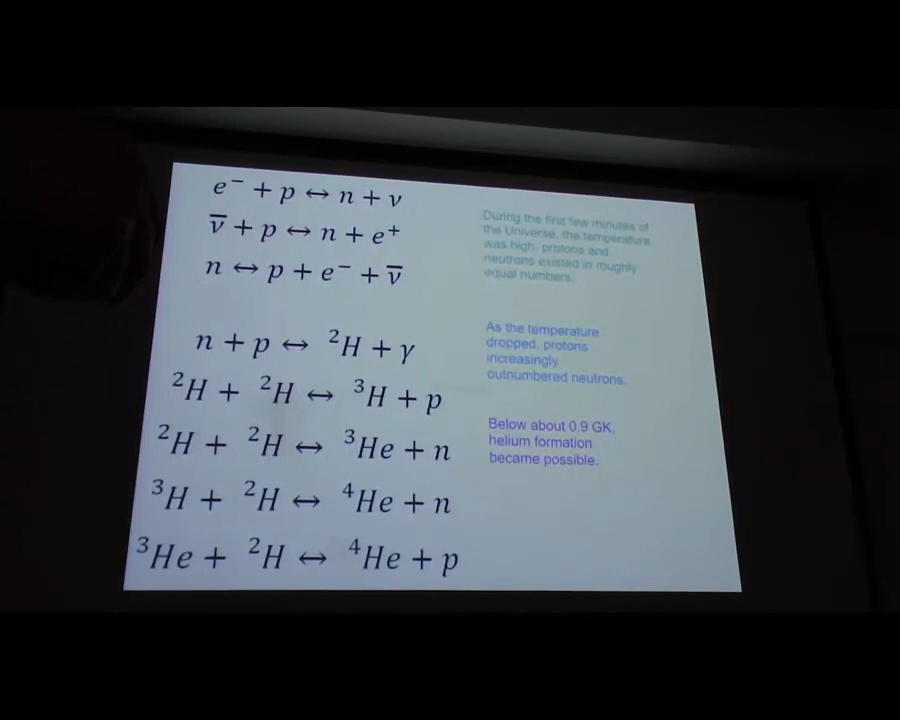 e⁻ + p ↔ n + ν
ν̅ + p ↔ n + e⁺
n ↔ p + e⁻ + ν̅
n + p ↔ ²H + γ
²H + ²H ↔ ³H + p
²H + ²H ↔ ³He + n
³H + ²H ↔ ⁴He + n
³He + ²H ↔ ⁴He + p
During the first few minutes of
the Universe, the temperature
was high, protons and
neutrons existed in roughly
equal numbers.
As the temperature
dropped, protons
increasingly
outnumbered neutrons.
Below about 0.9 GK,
helium formation
became possible.